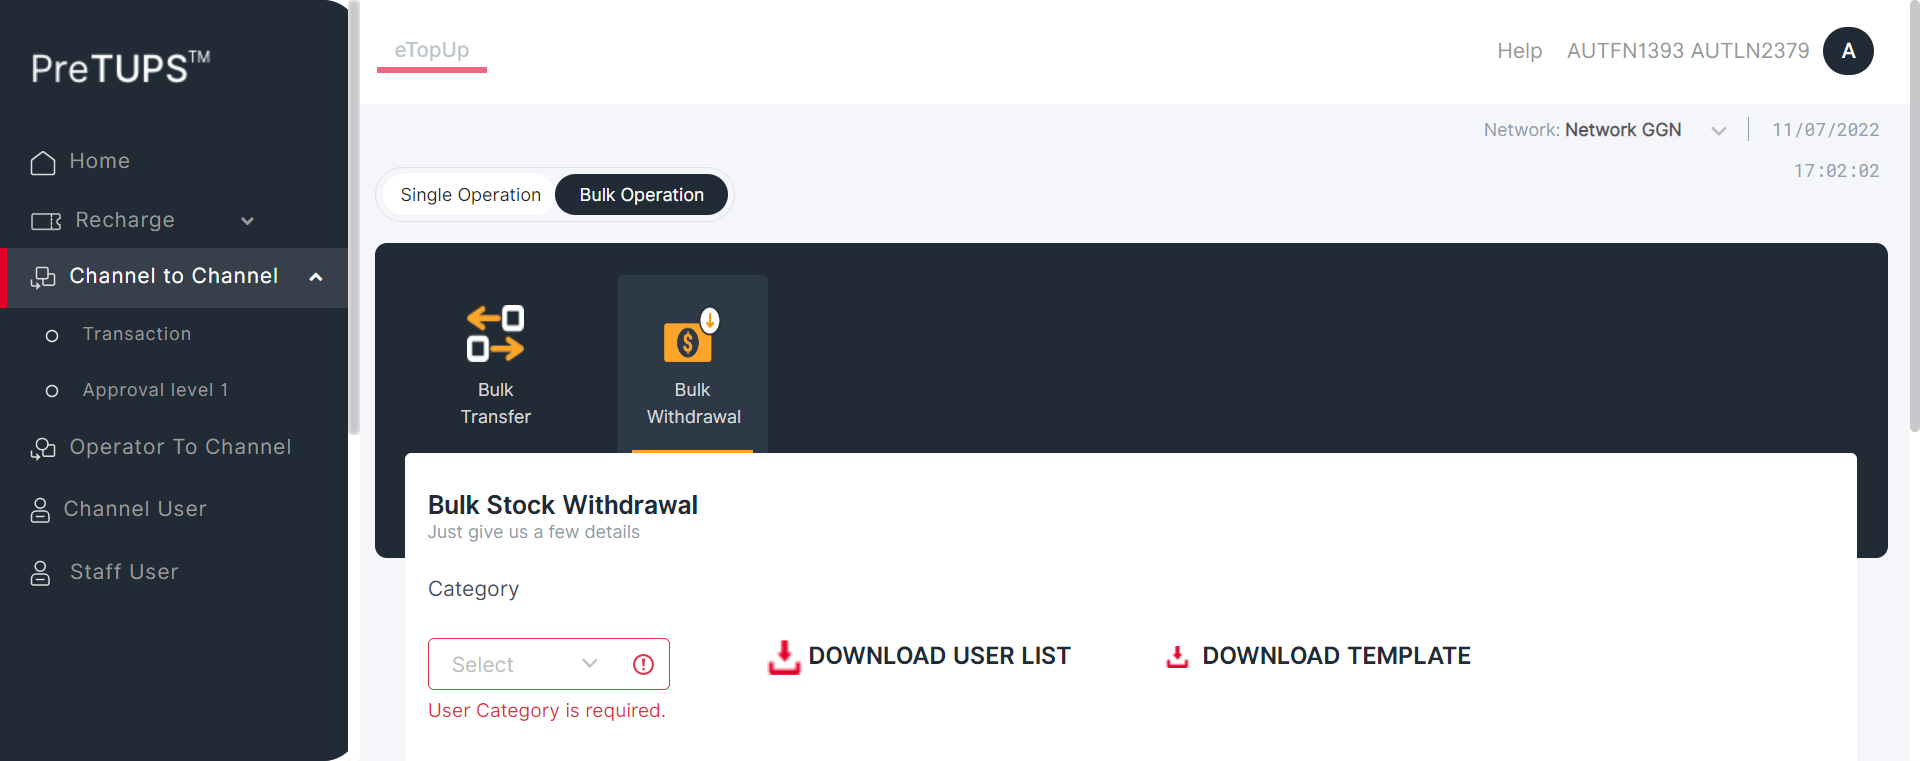 PreTUPS™
Home
Recharge
Channel to Channel
Transaction
Approval level 1
Operator To Channel
Channel User
Staff User
eTopUp
Help
AUTFN1393 AUTLN2379
A
Network: Network GGN
11/07/2022
17:02:02
Single Operation
Bulk Operation
Bulk
Transfer
Bulk
Withdrawal
Bulk Stock Withdrawal
Just give us a few details
Category
Select
DOWNLOAD USER LIST
DOWNLOAD TEMPLATE
User Category is required.